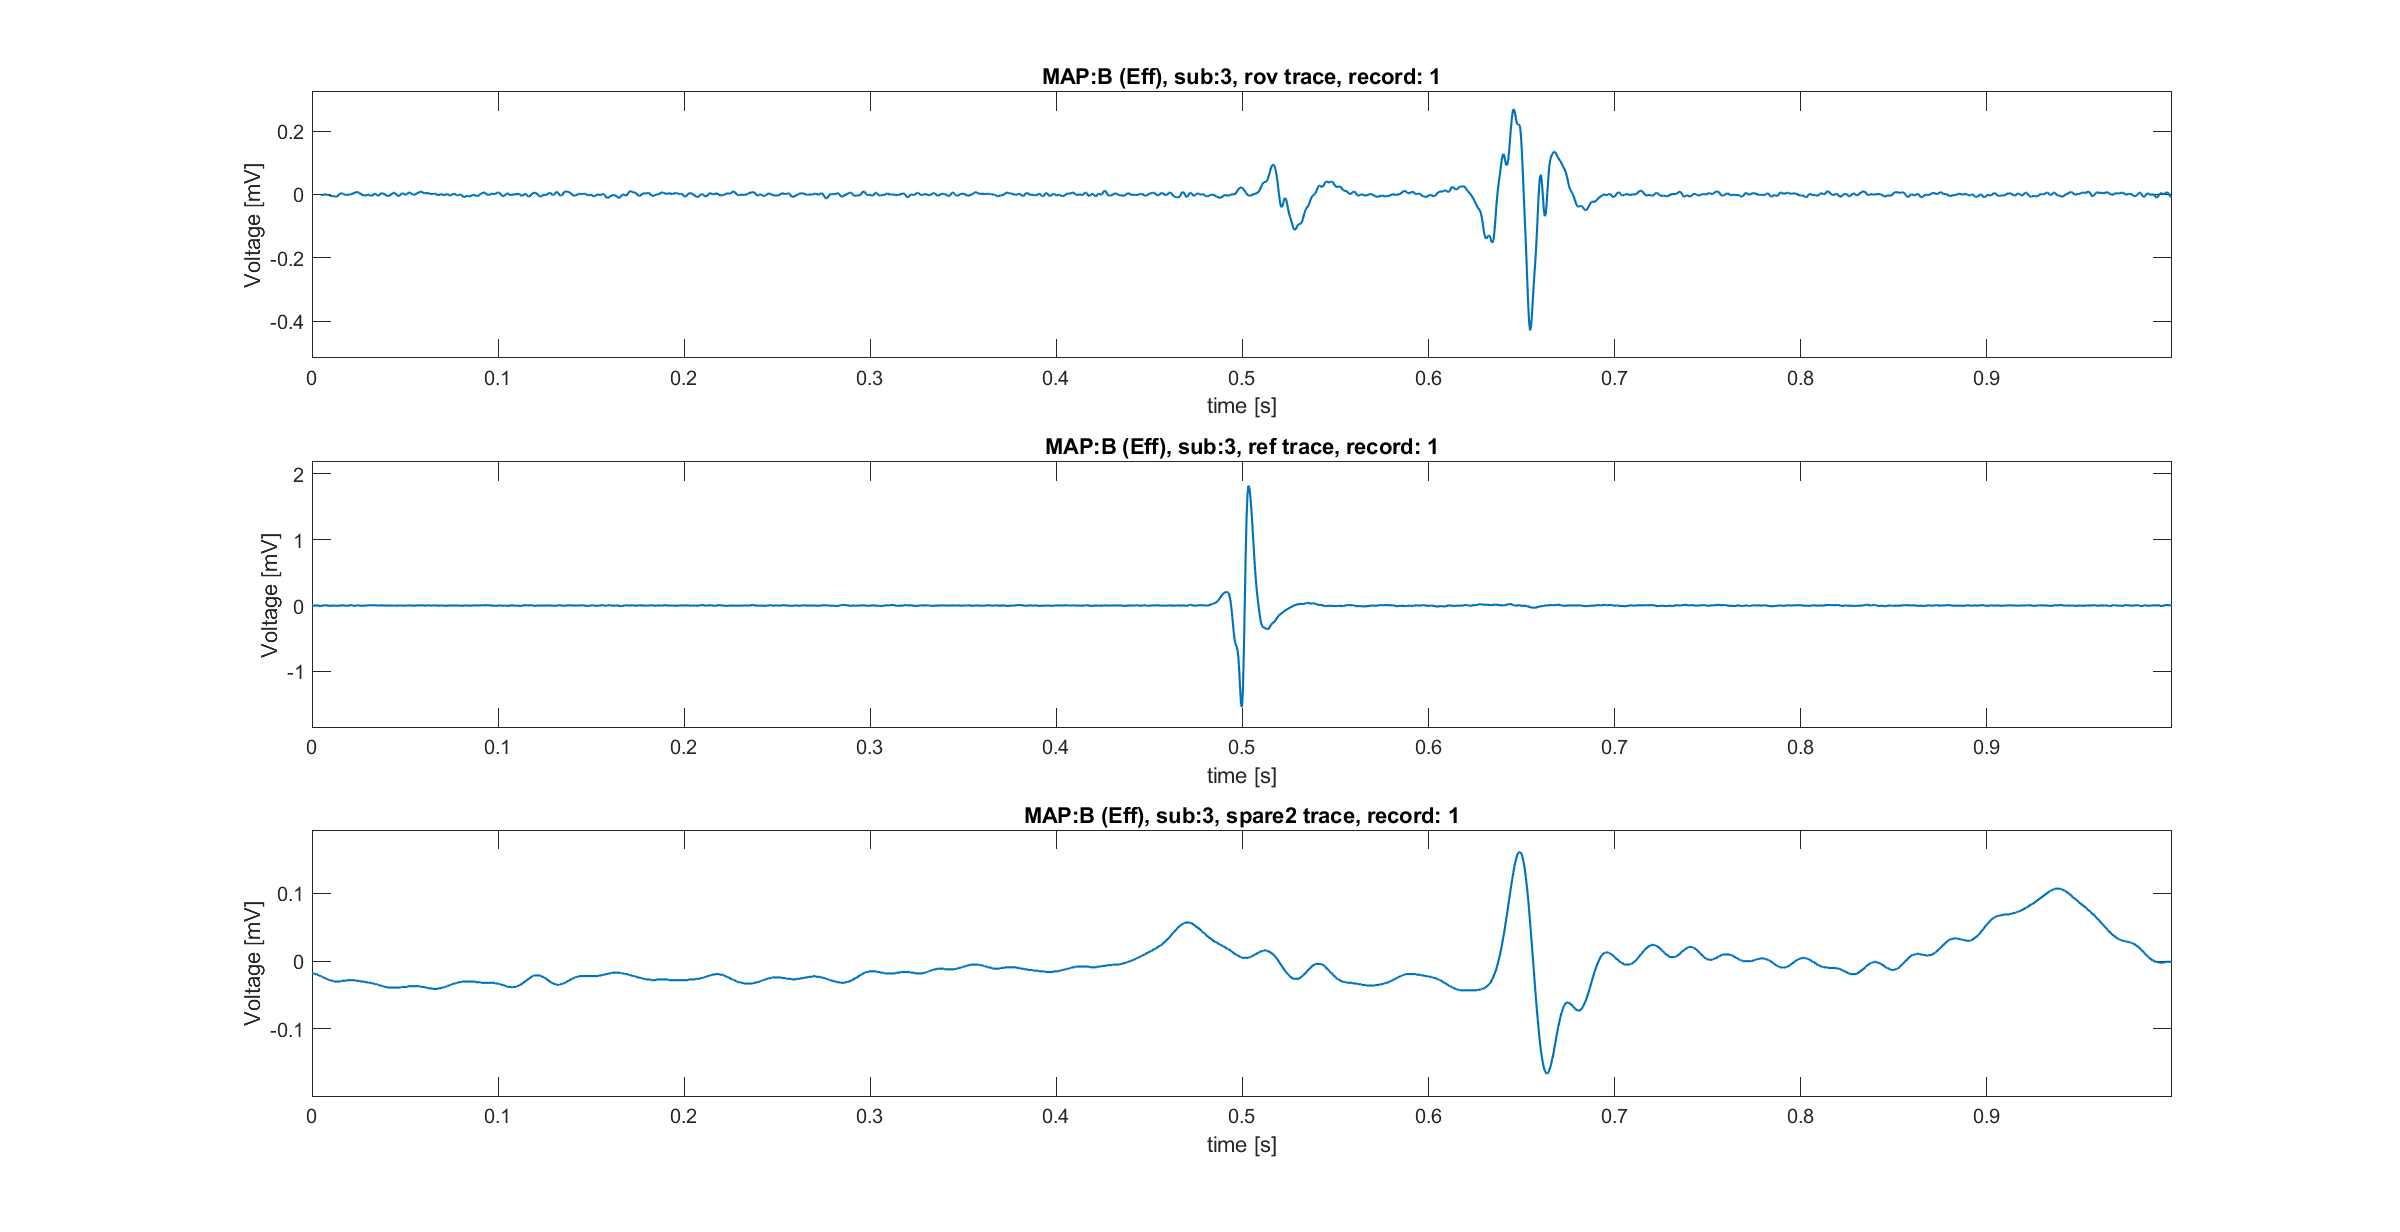 MAP:B (Eff), sub:3, rov trace, record: 1
Voltage [mV]
0.2
0
-0.2
-0.4
0 0.1 0.2 0.3 0.4 0.5 0.6 0.7 0.8 0.9
time [s]
MAP:B (Eff), sub:3, ref trace, record: 1
Voltage [mV]
2
1
0
-1
0 0.1 0.2 0.3 0.4 0.5 0.6 0.7 0.8 0.9
time [s]
MAP:B (Eff), sub:3, spare2 trace, record: 1
Voltage [mV]
0.1
0
-0.1
0 0.1 0.2 0.3 0.4 0.5 0.6 0.7 0.8 0.9
time [s]